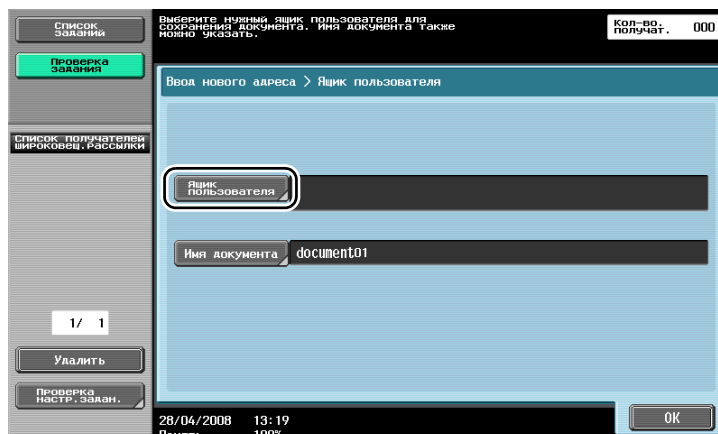 Список
заданий
Выберите нужный ящик пользователя для
сохранения документа. Имя документа также
можно указать.
Кол-во.
получат.
000
Проверка
задания
Ввод нового адреса > Ящик пользователя
Список получателей
широковещ.рассылки
Ящик
пользователя
Имя документа
document01
1/ 1
Удалить
Проверка
настр.задан.
28/04/2008 13:19
Память 100%
OK